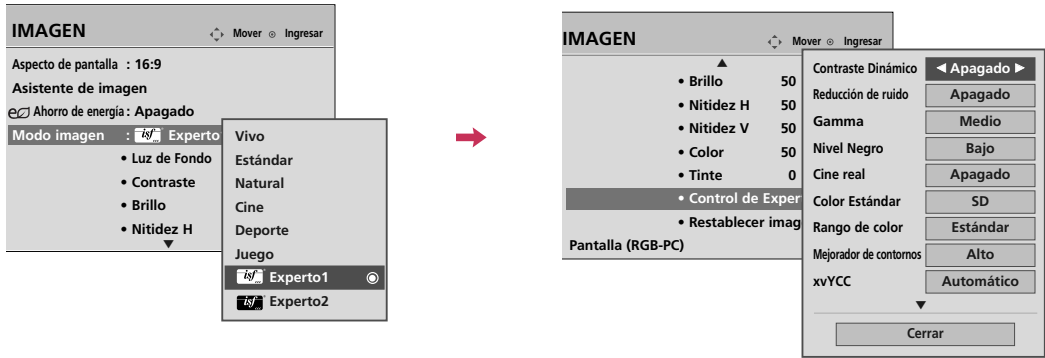 IMAGEN
Mover
Ingresar
Aspecto de pantalla : 16:9
Asistente de imagen
Ahorro de energía : Apagado
Modo imagen : isf Experto
• Luz de Fondo
• Contraste
• Brillo
• Nitidez H
Vivo
Estándar
Natural
Cine
Deporte
Juego
isf Experto1
isf Experto2
IMAGEN
Mover
Ingresar
• Brillo 50
• Nitidez H 50
• Nitidez V 50
• Color 50
• Tinte 0
• Control de Exper
• Restablecer imag
Pantalla (RGB-PC)
Contraste Dinámico ◄ Apagado ►
Reducción de ruido Apagado
Gamma Medio
Nivel Negro Bajo
Cine real Apagado
Color Estándar SD
Rango de color Estándar
Mejorador de contornos Alto
xvYCC Automático
Cerrar